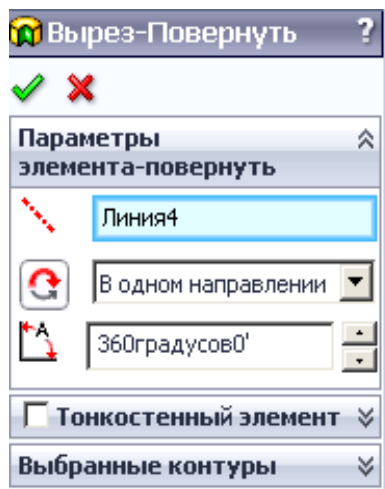 Вырез-Повернуть ?
Параметры
элемента-повернуть
Линия4
В одном направлении
A
360градусов0'
Тонкостенный элемент
Выбранные контуры